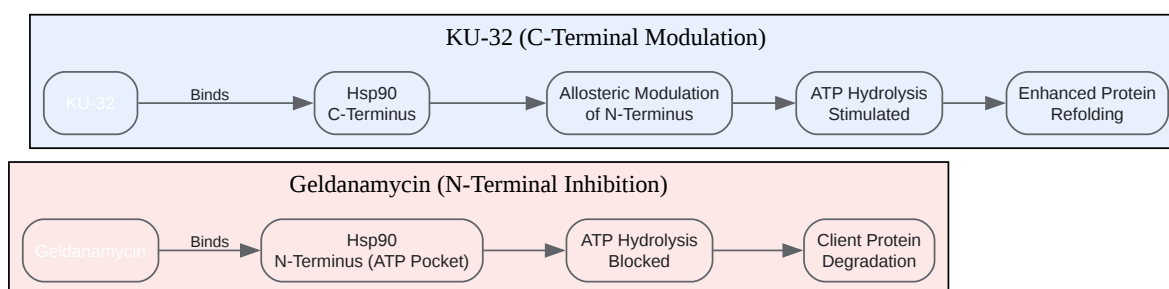 KU-32 (C-Terminal Modulation)
KU-32
Binds
Hsp90
C-Terminus
Allosteric Modulation
of N-Terminus
ATP Hydrolysis
Stimulated
Enhanced Protein
Refolding
Geldanamycin (N-Terminal Inhibition)
Geldanamycin
Binds
Hsp90
N-Terminus (ATP Pocket)
ATP Hydrolysis
Blocked
Client Protein
Degradation